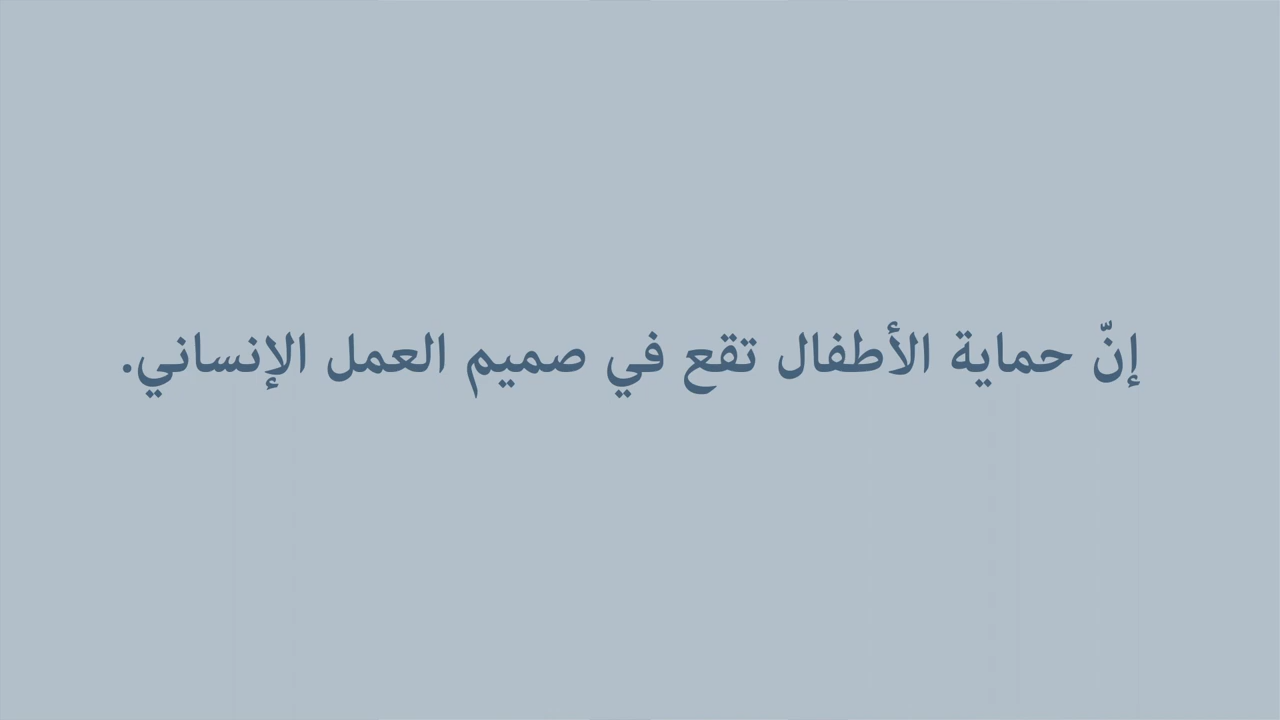 إنّ حماية الأطفال تقع في صميم العمل الإنساني.